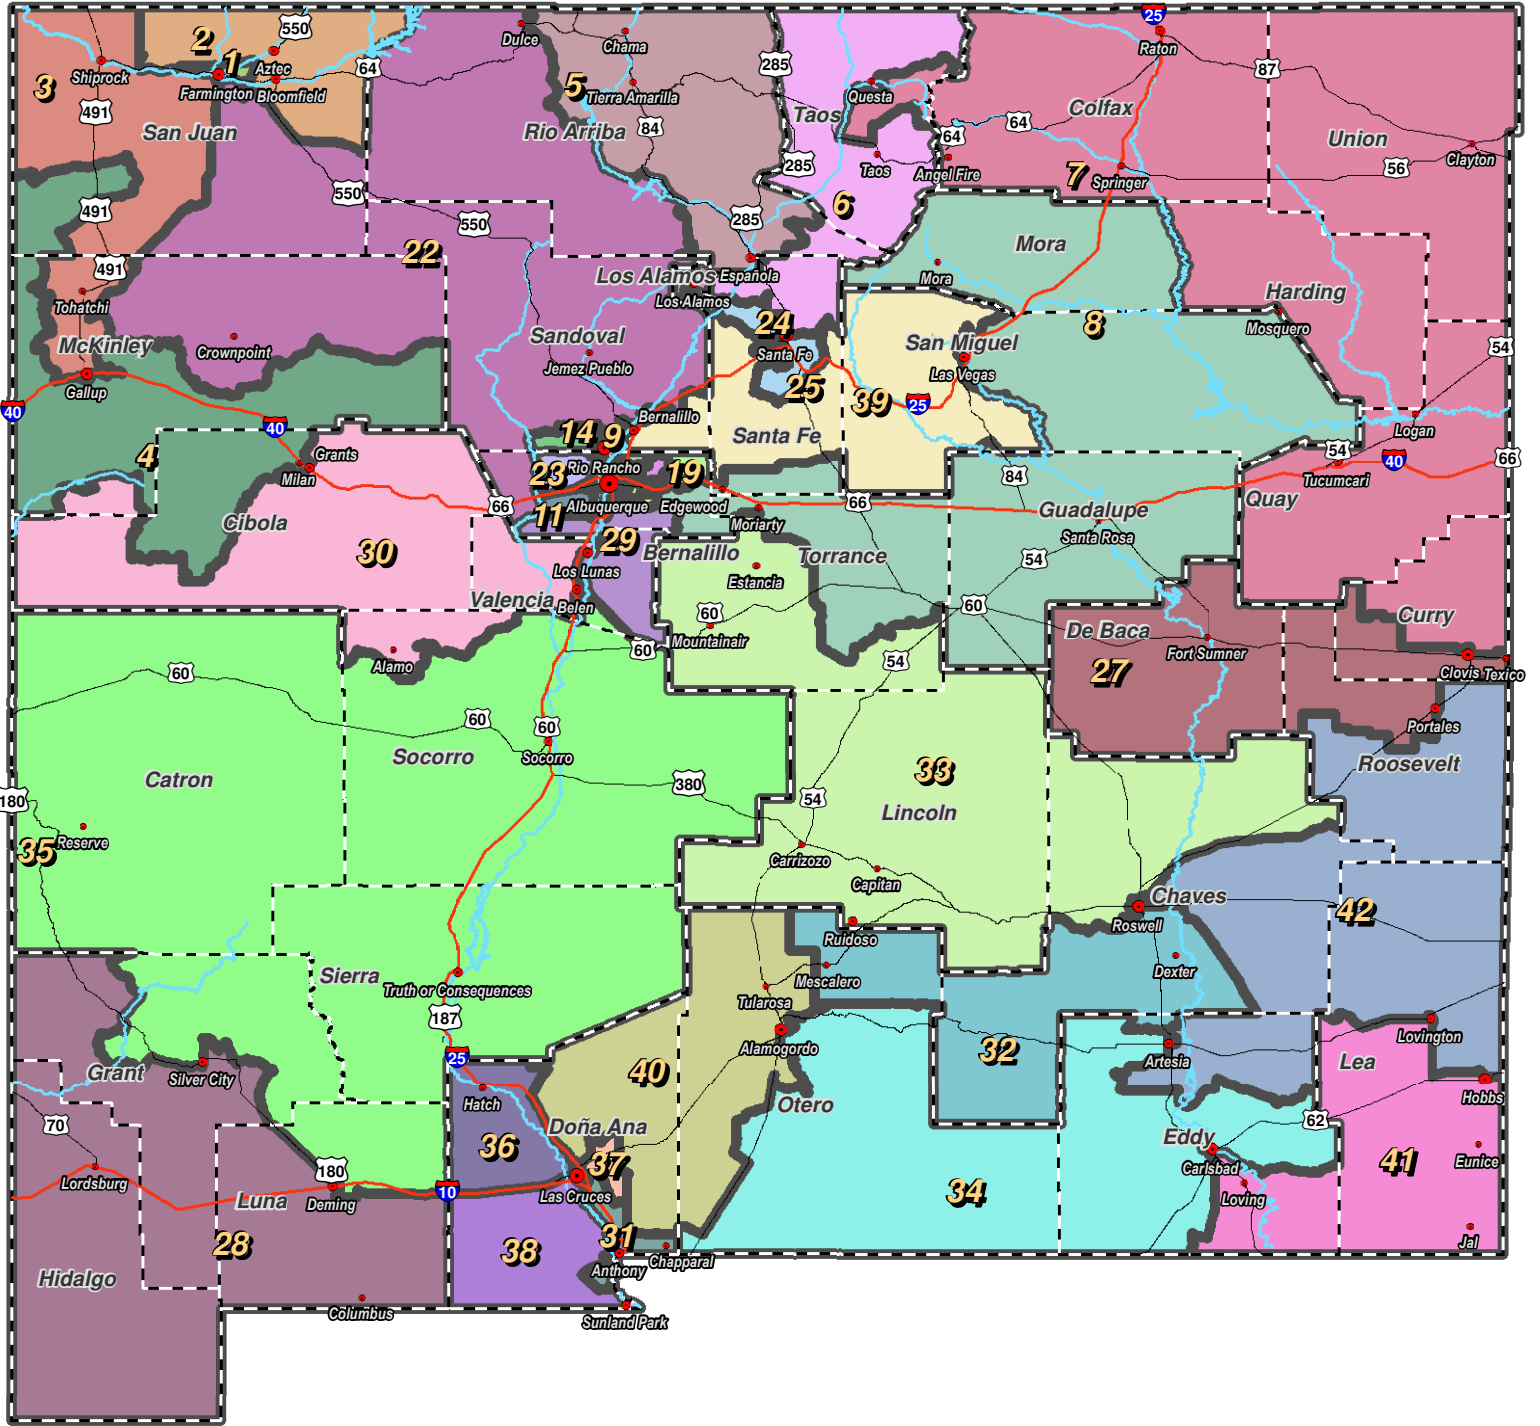 25
550
2
Dulce
Chama
Raton
1
Aztec
64
285
87
Shiprock
5
3
Farmington
Bloomfield
Tierra Amarilla
Questa
491
Taos
Colfax
San Juan
Rio Arriba
84
64
64
Union
Clayton
285
Taos
Angel Fire
7
Springer
56
550
491
6
550
285
22
Mora
491
Los Alamos
Española
Mora
Tohatchi
Los Alamos
Harding
24
8
Mosquero
McKinley
Sandoval
Crownpoint
Santa Fe
San Miguel
54
Jemez Pueblo
Las Vegas
Gallup
25
39
25
40
40
Bernalillo
Logan
14
9
Santa Fe
4
Grants
54
40
66
Milan
23
Rio Rancho
19
84
Tucumcari
66
Albuquerque
Edgewood
66
Quay
11
Moriarty
Guadalupe
Cibola
Santa Rosa
30
29
Bernalillo
Torrance
54
Los Lunas
Estancia
Valencia
Belen
60
60
Curry
Mountainair
De Baca
60
54
Fort Sumner
Alamo
27
Clovis
Texico
60
60
60
Portales
Socorro
Socorro
Catron
380
33
Roosevelt
180
54
Lincoln
35
Reserve
Carrizozo
Capitan
Chaves
42
Roswell
Ruidoso
Sierra
Dexter
Mescalero
Truth or Consequences
Tularosa
187
Lovington
25
Alamogordo
32
Artesia
Lea
Grant
Silver City
40
Hatch
Otero
Hobbs
70
Doña Ana
62
36
Eddy
37
Eunice
180
Lordsburg
10
Las Cruces
Carlsbad
41
Luna
Deming
34
Loving
28
31
38
Jal
Hidalgo
Anthony
Chapparal
Columbus
Sunland Park